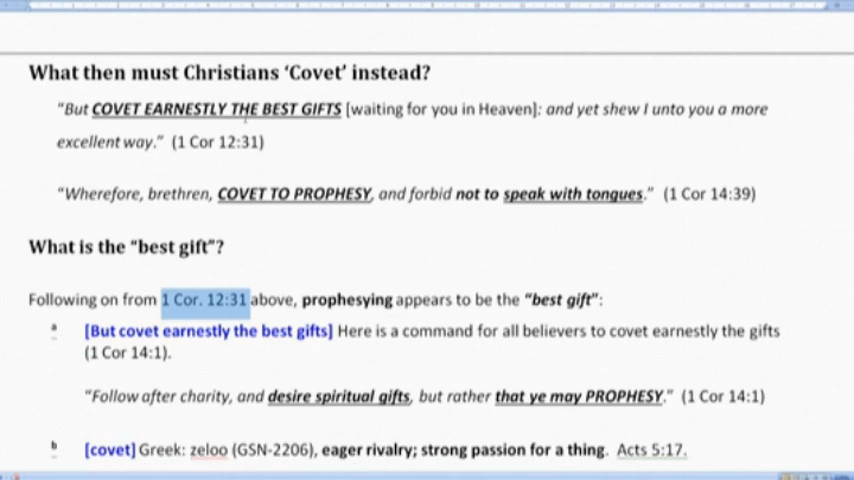 What then must Christians ‘Covet’ instead?
“But COVET EARNESTLY THE BEST GIFTS [waiting for you in Heaven]: and yet shew I unto you a more
excellent way.” (1 Cor 12:31)
“Wherefore, brethren, COVET TO PROPHESY, and forbid not to speak with tongues.” (1 Cor 14:39)
What is the “best gift”?
Following on from 1 Cor. 12:31 above, prophesying appears to be the “best gift”:
a [But covet earnestly the best gifts] Here is a command for all believers to covet earnestly the gifts
(1 Cor 14:1).
“Follow after charity, and desire spiritual gifts, but rather that ye may PROPHESY.” (1 Cor 14:1)
b [covet] Greek: zeloo (GSN-2206), eager rivalry; strong passion for a thing. Acts 5:17.